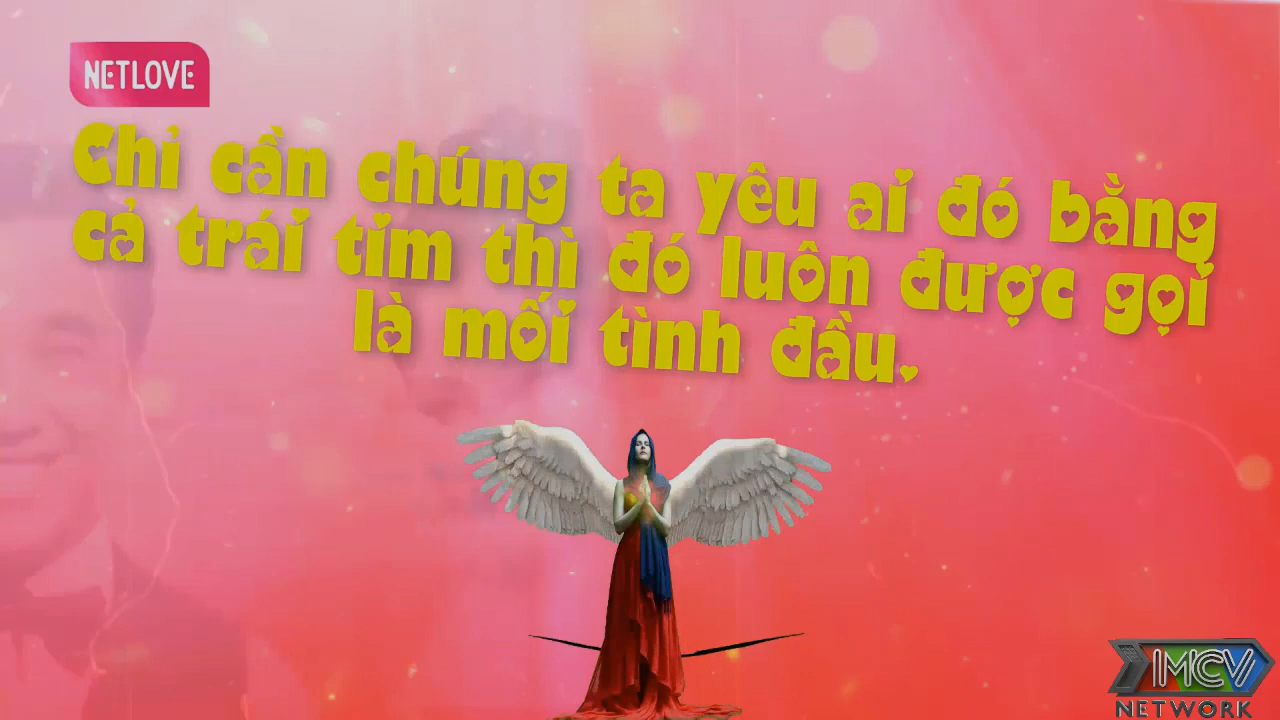 NETLOVE
Chỉ cần chúng ta yêu ai đó bằng
cả trái tim thì đó luôn được gọi
là mối tình đầu.
MCV
NETWORK